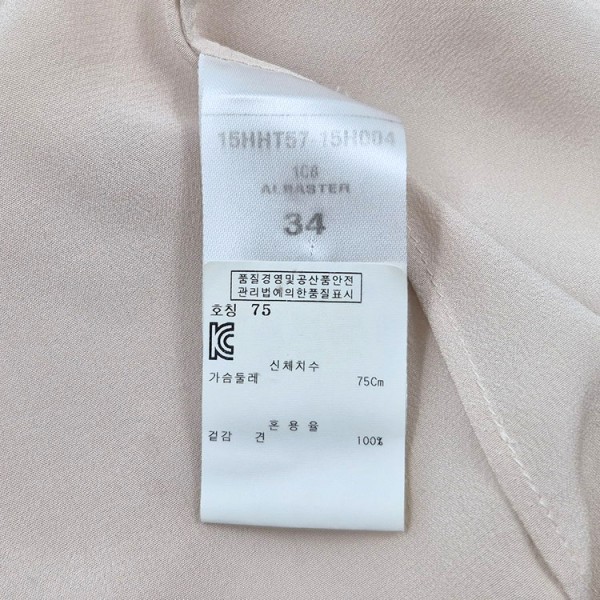 15HHT57 15H004
108
ALBASTER
34
품질경영및공산품안전
관리법에의한품질표시
호칭 75
신체치수
가슴둘레 75Cm
혼용율
겉감 견 100%